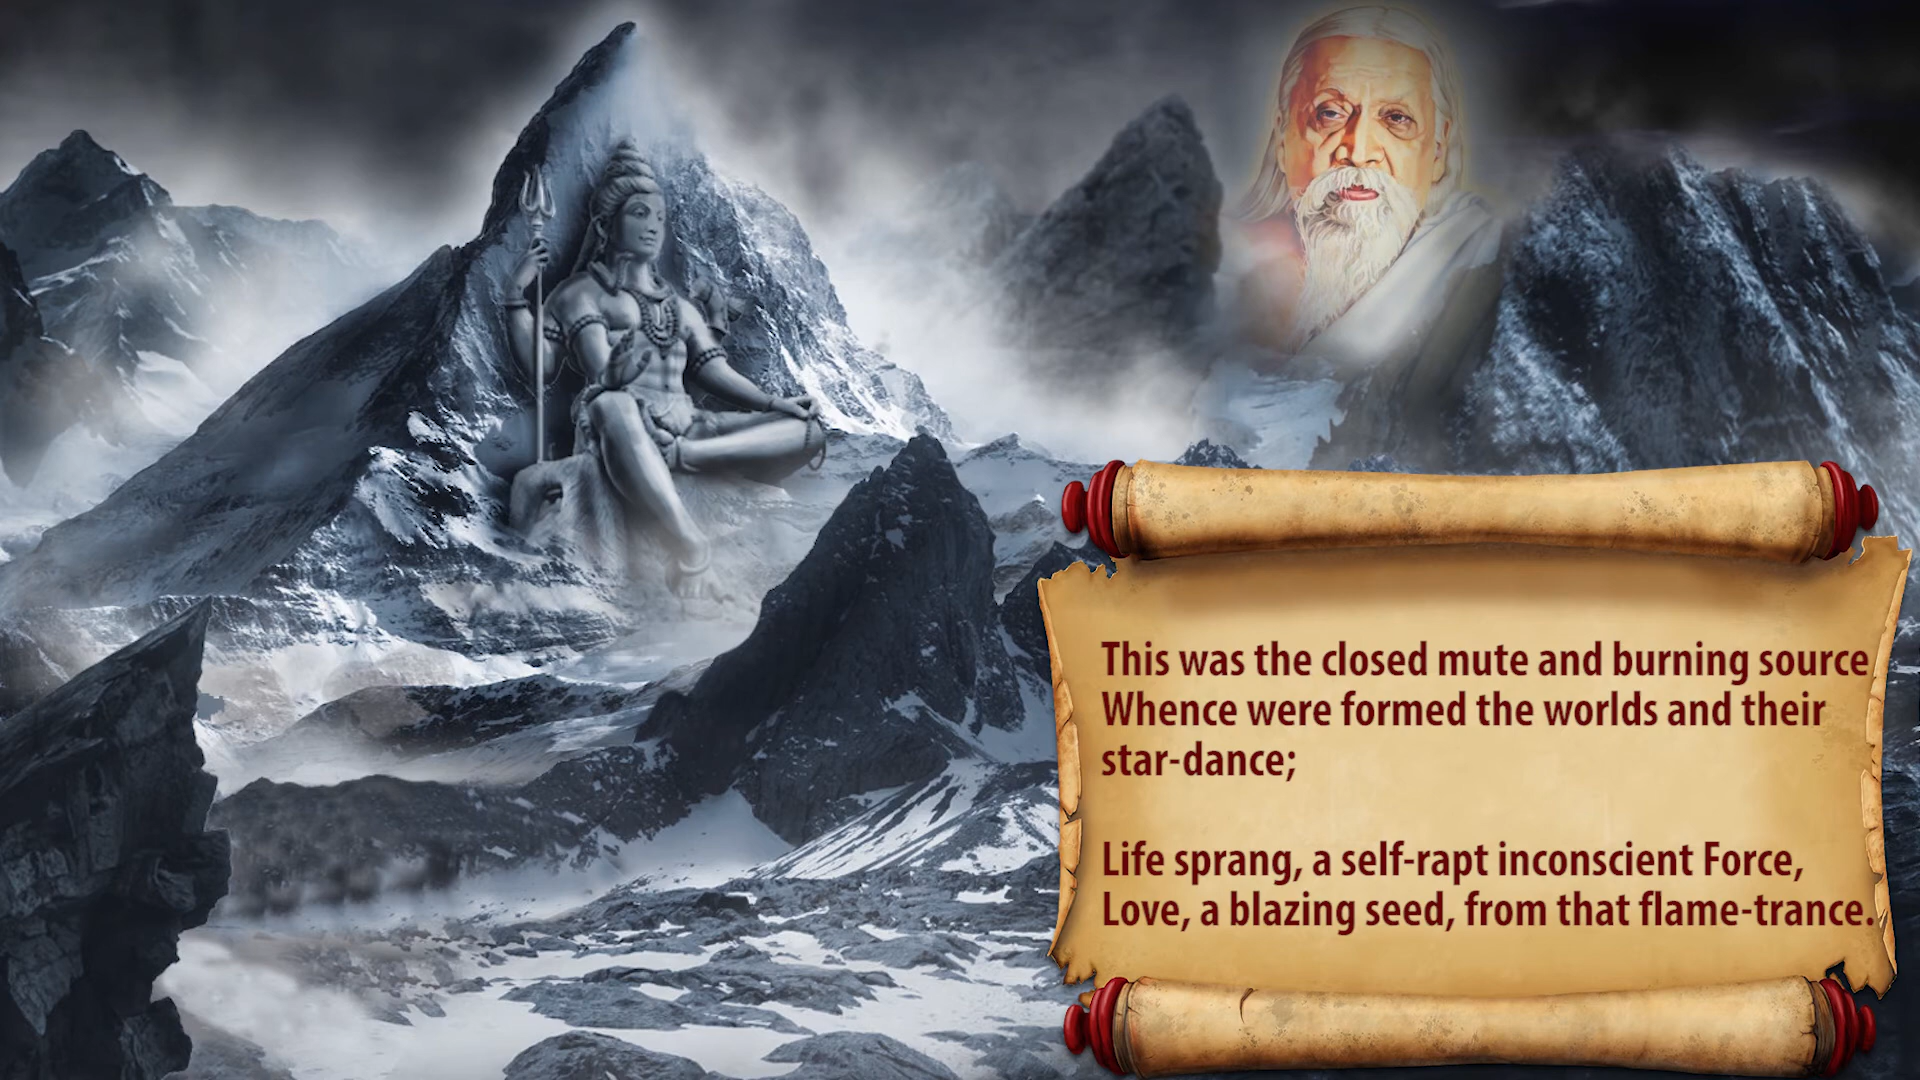 This was the closed mute and burning source
Whence were formed the worlds and their
star-dance;
Life sprang, a self-rapt inconscient Force,
Love, a blazing seed, from that flame-trance.